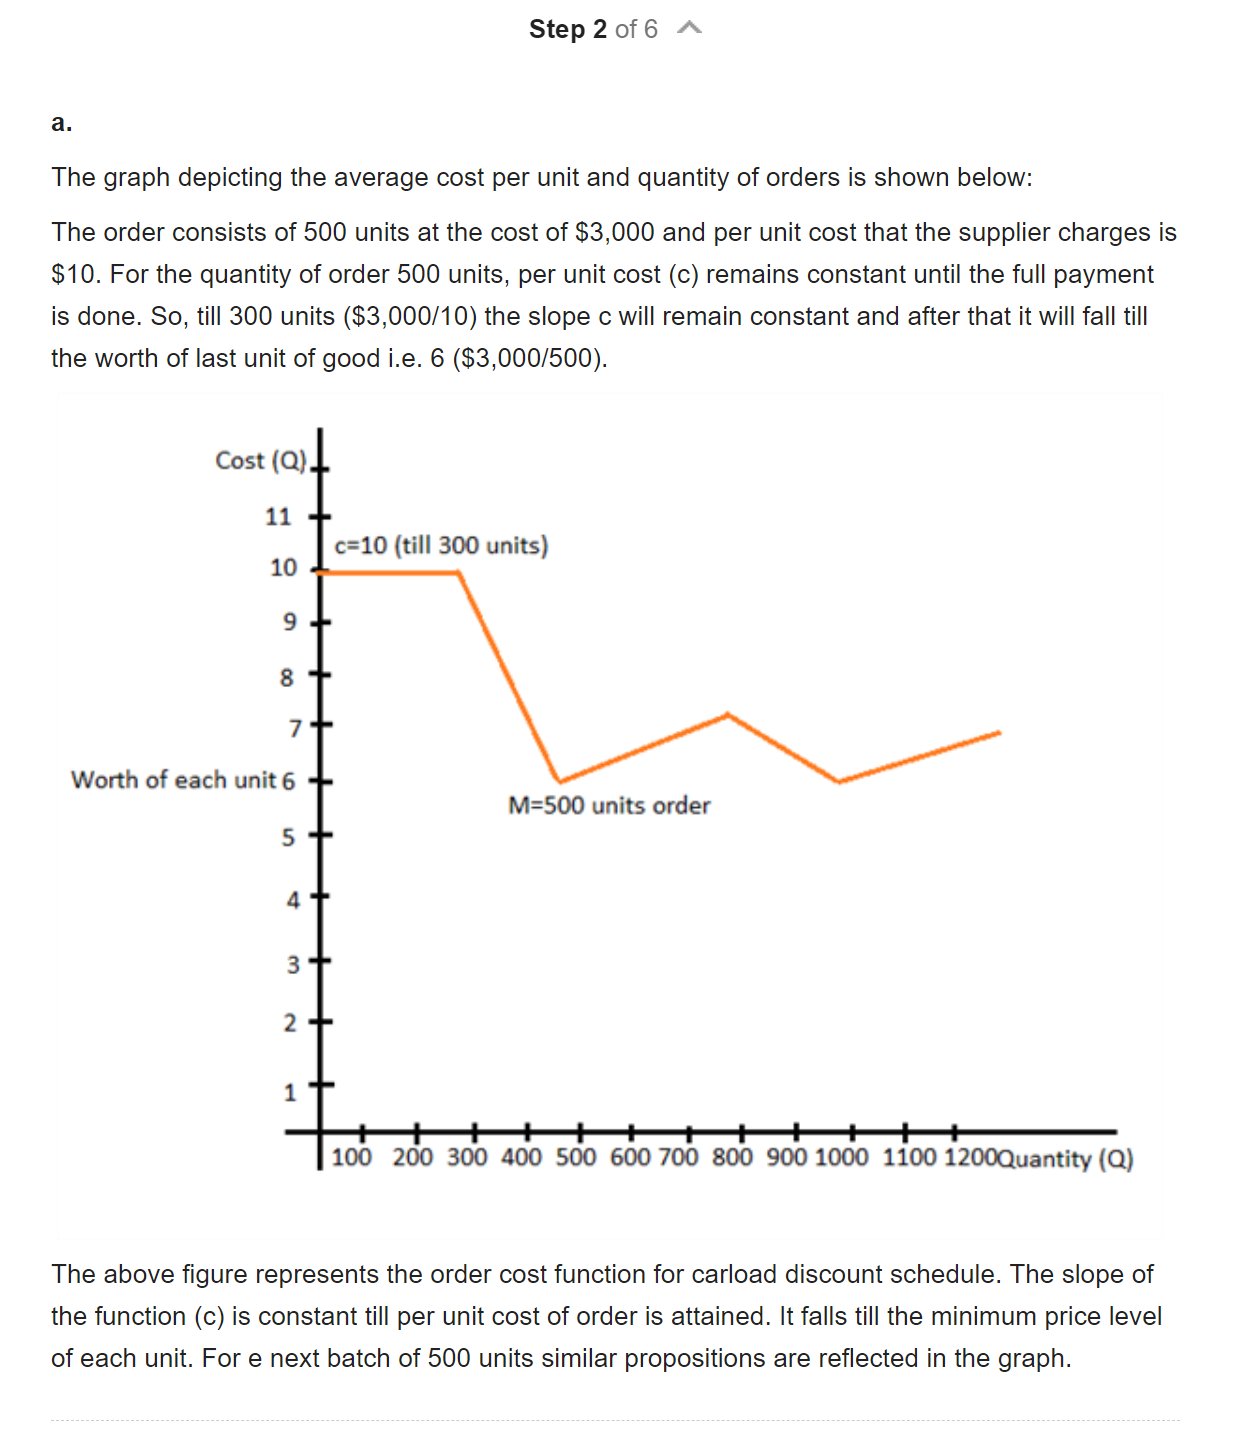 Step 2 of 6
a.
The graph depicting the average cost per unit and quantity of orders is shown below:
The order consists of 500 units at the cost of $3,000 and per unit cost that the supplier charges is
$10. For the quantity of order 500 units, per unit cost (c) remains constant until the full payment
is done. So, till 300 units ($3,000/10) the slope c will remain constant and after that it will fall till
the worth of last unit of good i.e. 6 ($3,000/500).
Cost (Q)
11
c=10 (till 300 units)
10
9
8
7
Worth of each unit 6
M=500 units order
5
4
3
2
1
100 200 300 400 500 600 700 800 900 1000 1100 1200 Quantity (Q)
The above figure represents the order cost function for carload discount schedule. The slope of
the function (c) is constant till per unit cost of order is attained. It falls till the minimum price level
of each unit. For e next batch of 500 units similar propositions are reflected in the graph.